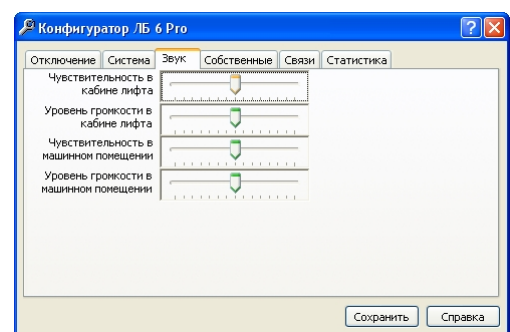 Конфигуратор ЛБ 6 Pro
Отключение Система Звук Собственные Связи Статистика
Чувствительность в
кабине лифта
Уровень громкости в
кабине лифта
Чувствительность в
машинном помещении
Уровень громкости в
машинном помещении
Сохранить Справка